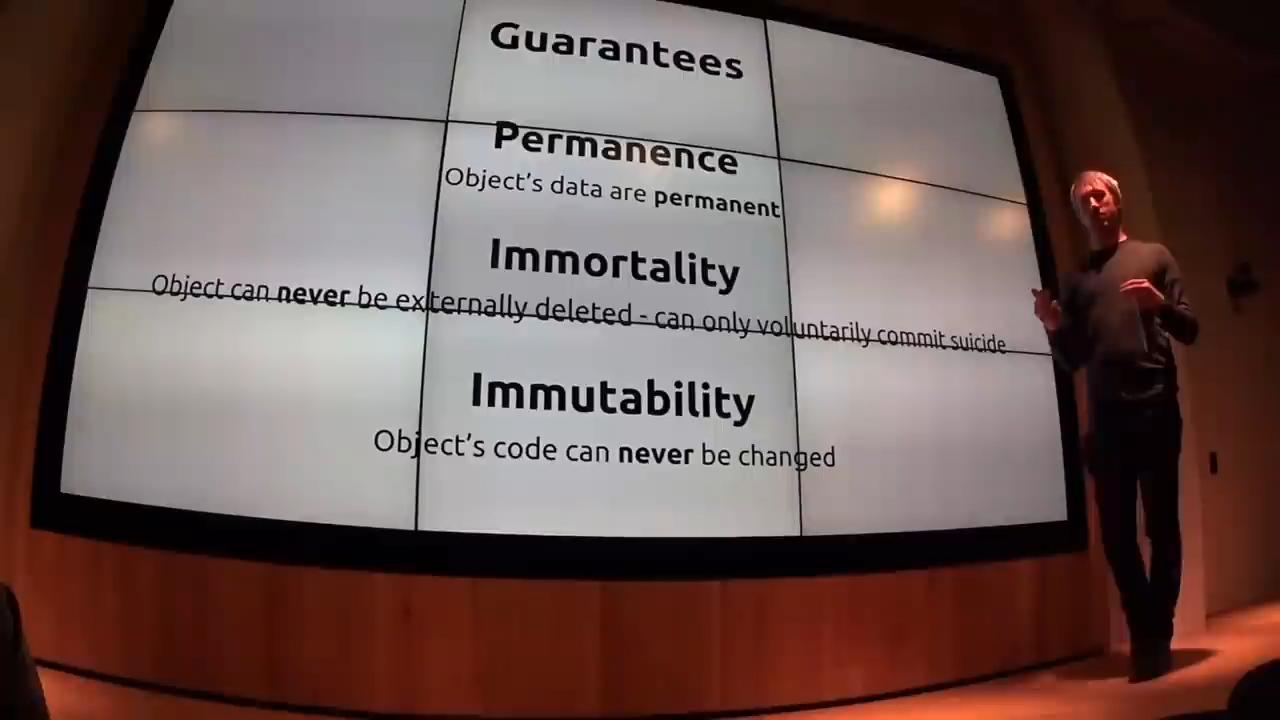 Guarantees
Permanence
Object's data are permanent
Immortality
Object can never be externally deleted - can only voluntarily commit suicide
Immutability
Object's code can never be changed